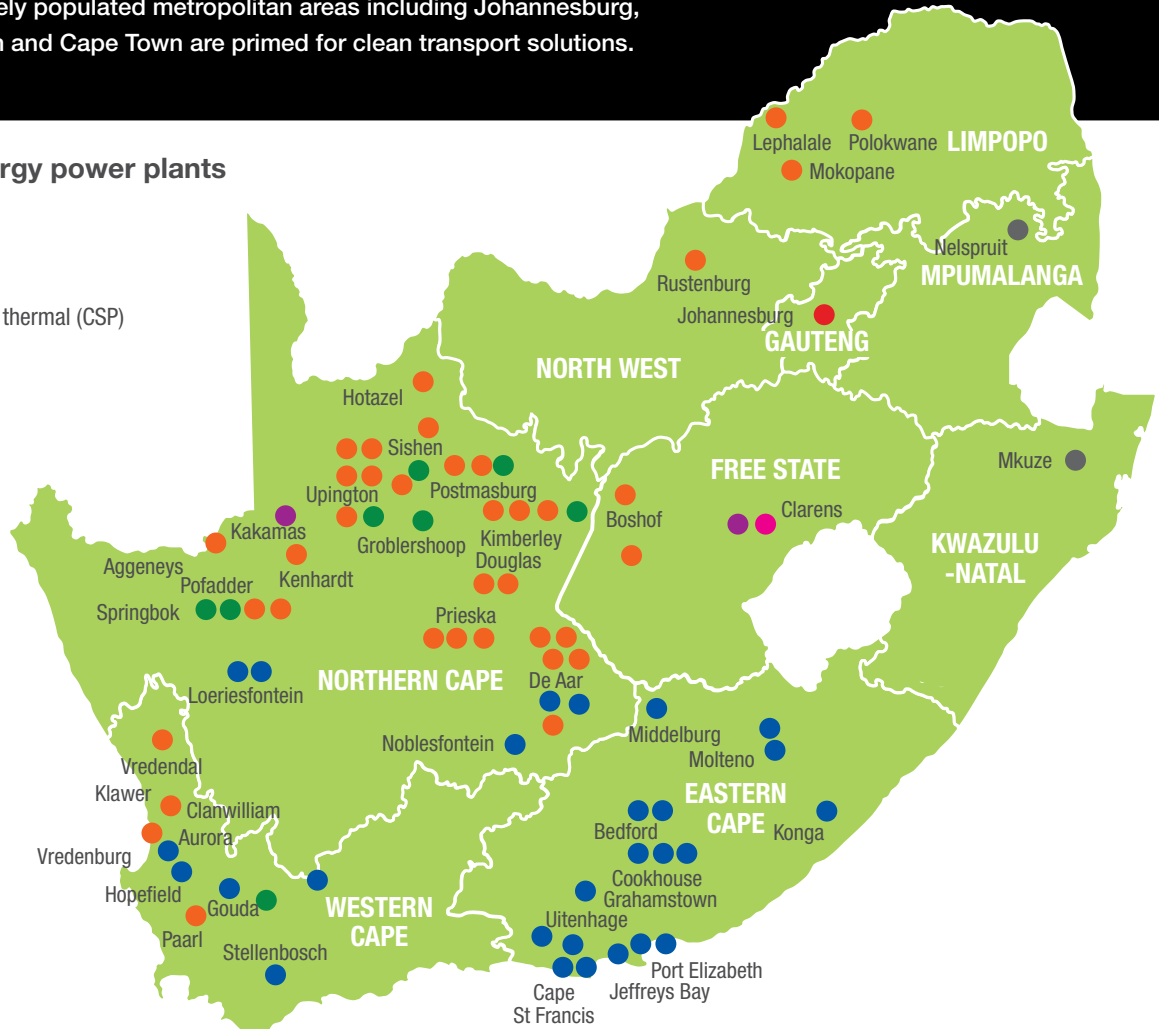 populated metropolitan areas including Johannesburg,
and Cape Town are primed for clean transport solutions.
power plants
thermal (CSP)
Lephalale
Polokwane
LIMPOPO
Mokopane
Nelspruit
MPUMALANGA
Rustenburg
Johannesburg
GAUTENG
NORTH WEST
Hotazel
Sishen
Upington
Postmasburg
FREE STATE
Mkuze
Clarens
Boshof
Kakamas
Groblershoop
Kimberley
Douglas
KWAZULU
-NATAL
Aggeneys
Pofadder
Kenhardt
Springbok
Prieska
NORTHERN CAPE
De Aar
Loeriesfontein
Noblesfontein
Middelburg
Molteno
Vredendal
Klawer
Clanwilliam
Aurora
Vredenburg
EASTERN
CAPE
Bedford
Konga
Hopefield
Gouda
Cookhouse
Grahamstown
WESTERN
CAPE
Uitenhage
Paarl
Stellenbosch
Port Elizabeth
Jeffreys Bay
Cape
St Francis